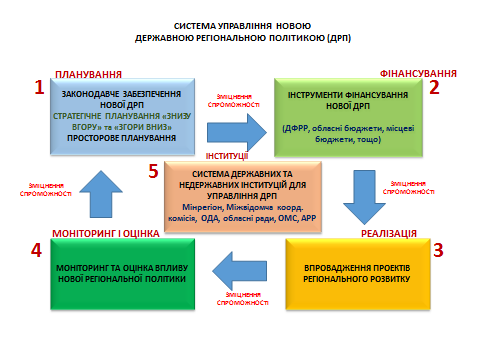 СИСТЕМА УПРАВЛІННЯ НОВОЮ
ДЕРЖАВНОЮ РЕГІОНАЛЬНОЮ ПОЛІТИКОЮ (ДРП)
ПЛАНУВАННЯ
ФІНАНСУВАННЯ
1
2
ЗАКОНОДАВЧЕ ЗАБЕЗПЕЧЕННЯ
НОВОЇ ДРП
СТРАТЕГІЧНЕ ПЛАНУВАННЯ «ЗНИЗУ
ВГОРУ» та «ЗГОРИ ВНИЗ»
ПРОСТОРОВЕ ПЛАНУВАННЯ
ЗМІЦНЕННЯ
СПРОМОЖНОСТІ
ІНСТРУМЕНТИ ФІНАНСУВАННЯ
НОВОЇ ДРП
(ДФРР, обласні бюджети, місцеві
бюджети, тощо)
ІНСТИТУЦІЇ
5
СИСТЕМА ДЕРЖАВНИХ ТА
НЕДЕРЖАВНИХ ІНСТИТУЦІЙ ДЛЯ
УПРАВЛІННЯ ДРП
Мінрегіон, Міжвідомча коорд.
комісія, ОДА, обласні ради, ОМС, АРР
ЗМІЦНЕННЯ
СПРОМОЖНОСТІ
ЗМІЦНЕННЯ
СПРОМОЖНОСТІ
МОНІТОРИНГ І ОЦІНКА
РЕАЛІЗАЦІЯ
4
3
МОНІТОРИНГ ТА ОЦІНКА ВПЛИВУ
НОВОЇ РЕГІОНАЛЬНОЇ ПОЛІТИКИ
ВПРОВАДЖЕННЯ ПРОЕКТІВ
РЕГІОНАЛЬНОГО РОЗВИТКУ
ЗМІЦНЕННЯ
СПРОМОЖНОСТІ